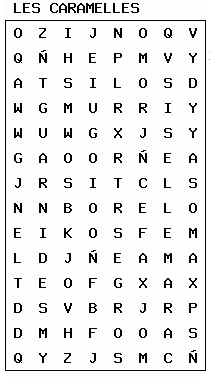 LES CARAMELLES
O Z I J N O Q V
Q Ñ H E P M V Y
A T S I L O S D
W G M U R R I Y
W U W G X J S Y
G A O O R Ñ E A
J R S I T C L S
N N B O R E L O
E I K O S F E M
L D J Ñ E A M A
T E O F G X A X
D S V B R J R P
D M H F O O A S
Q Y Z J S M C Ñ